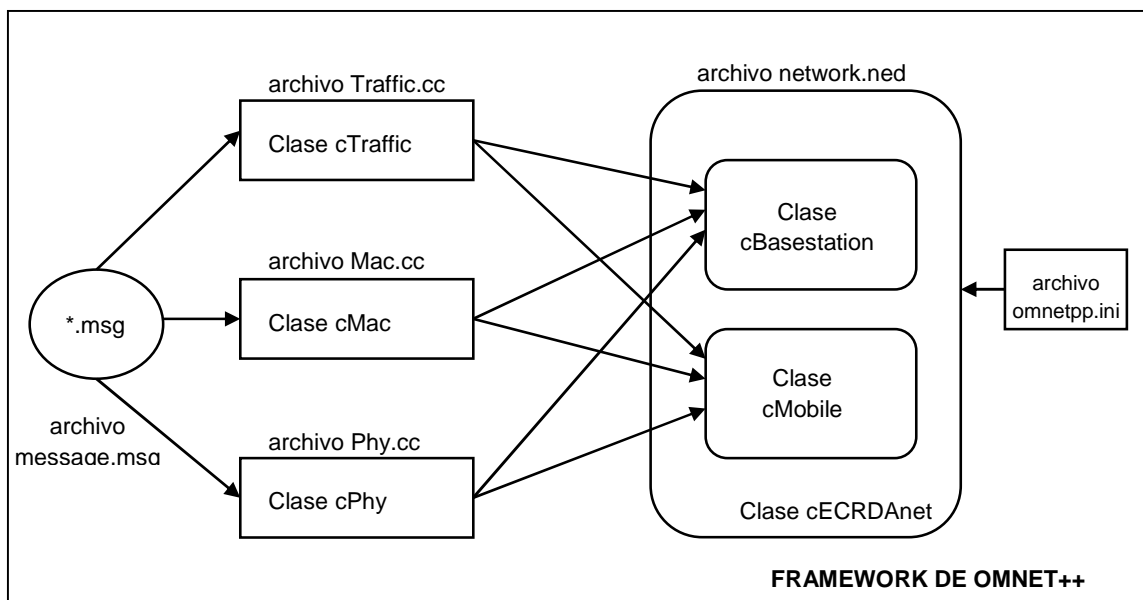 archivo Traffic.cc
Clase cTraffic
archivo Mac.cc
Clase cMac
archivo Phy.cc
Clase cPhy
*.msg
archivo
message.msg
archivo network.ned
Clase
cBasestation
Clase
cMobile
Clase cECRDAnet
archivo
omnetpp.ini
FRAMEWORK DE OMNET++